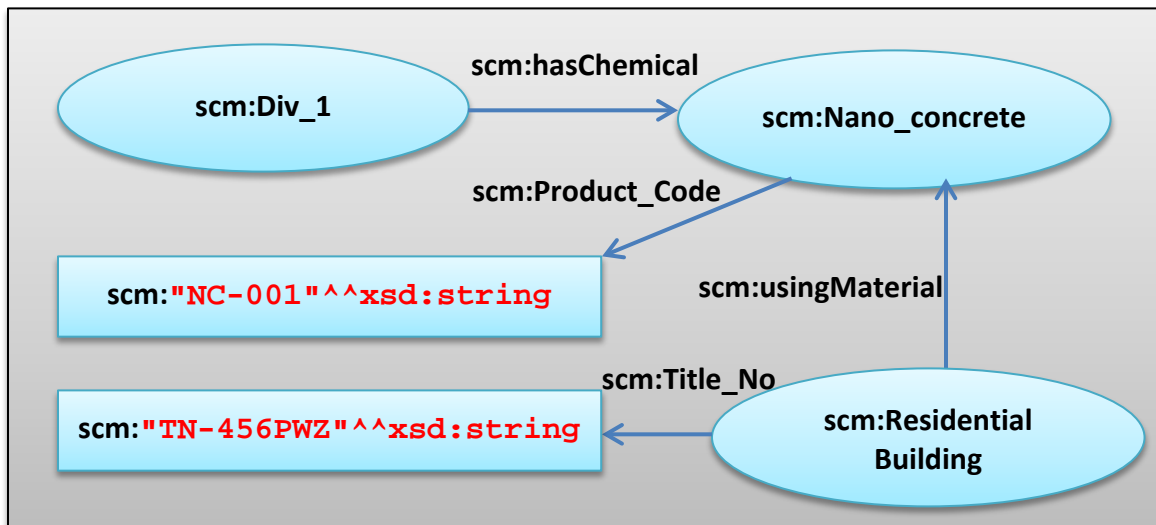 scm:hasChemical
scm:Div_1
scm:Nano_concrete
scm:Product_Code
scm:"NC-001"^^xsd:string
scm:usingMaterial
scm:Title_No
scm:"TN-456PWZ"^^xsd:string
scm:Residential
Building